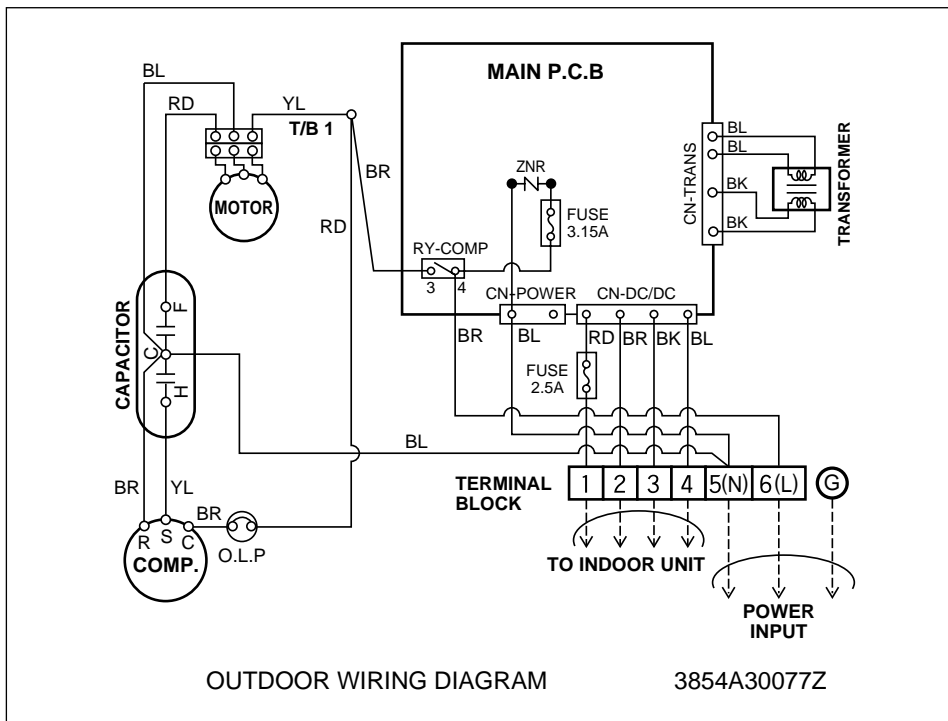 MAIN P.C.B
BL
RD
YL
T/B 1
MOTOR
BR
RD
ZNR
FUSE
3.15A
RY-COMP
3
4
CN-TRANS
BL
BL
BK
BK
TRANSFORMER
CN-POWER
CN-DC/DC
BR
BL
RD
BR
BK
BL
FUSE
2.5A
CAPACITOR
F
C
H
BL
BR
YL
BR
R
S
C
COMP.
O.L.P
TERMINAL
BLOCK
1
2
3
4
5(N)
6(L)
G
TO INDOOR UNIT
POWER
INPUT
OUTDOOR WIRING DIAGRAM
3854A30077Z